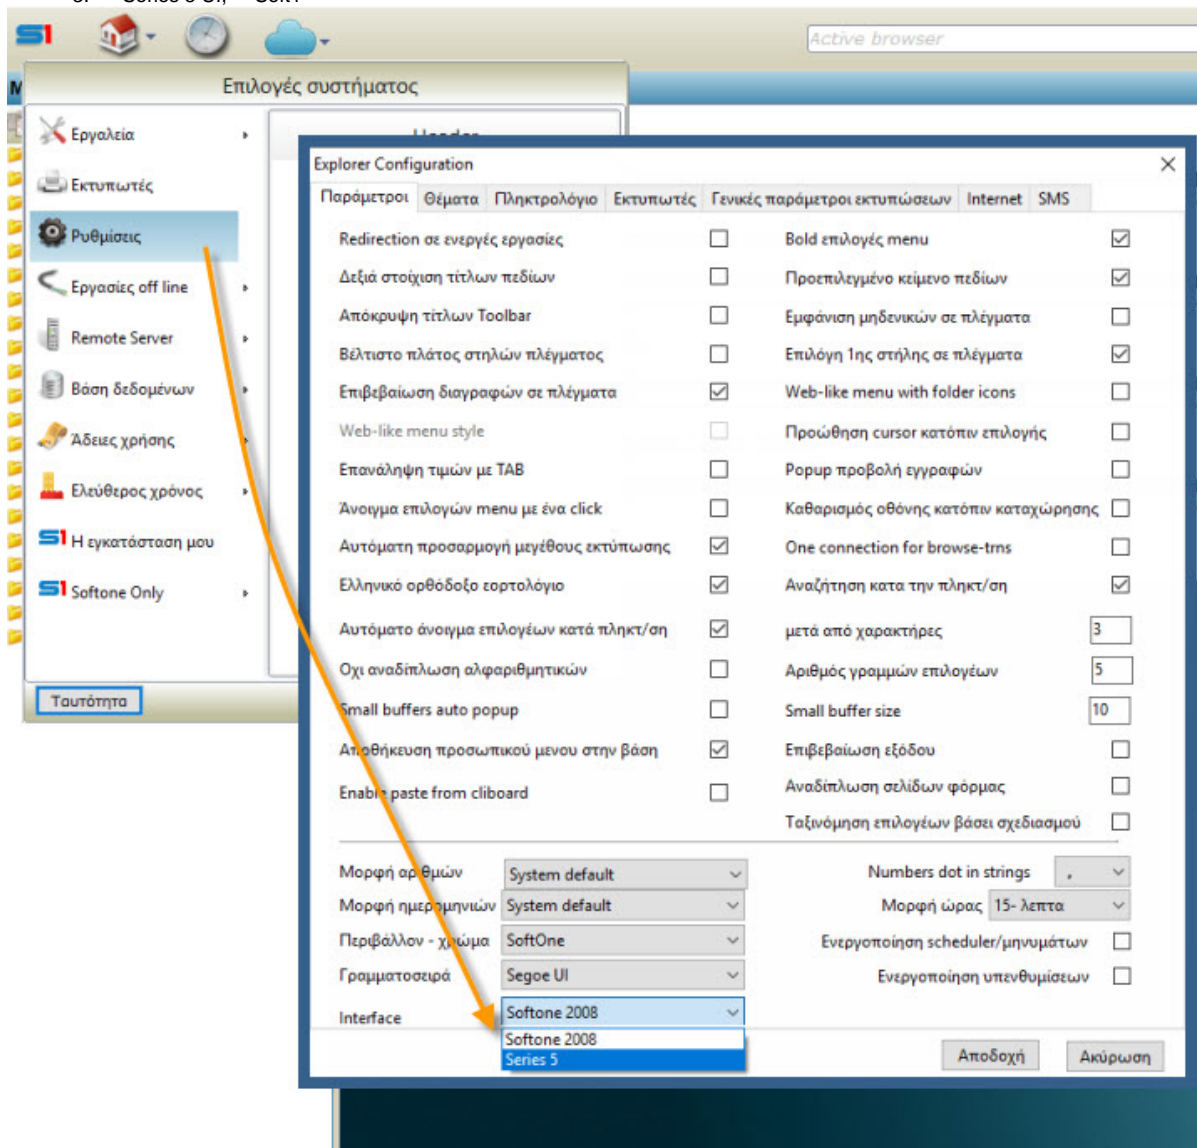 Series 5 UI,
S1
Active browser
Επιλογές συστήματος
Εργαλεία
Εκτυπωτές
Ρυθμίσεις
Εργασίες off line
Remote Server
Βάση δεδομένων
Άδειες χρήσης
Ελεύθερος χρόνος
S1 Η εγκατάσταση μου
S1 Softone Only
Ταυτότητα
Explorer Configuration
Παράμετροι Θέματα Πληκτρολόγιο Εκτυπωτές Γενικές παράμετροι εκτυπώσεων Internet SMS
Redirection σε ενεργές εργασίες Bold επιλογές menu
Δεξιά στοίχιση τίτλων πεδίων Προεπιλεγμένο κείμενο πεδίων
Απόκρυψη τίτλων Toolbar Εμφάνιση μηδενικών σε πλέγματα
Βέλτιστο πλάτος στηλών πλέγματος Επιλόγη 1ης στήλης σε πλέγματα
Επιβεβαίωση διαγραφών σε πλέγματα Web-like menu with folder icons
Web-like menu style Προώθηση cursor κατόπιν επιλογής
Επανάληψη τιμών με TAB Popup προβολή εγγραφών
Άνοιγμα επιλογών menu με ένα click Καθαρισμός οθόνης κατόπιν καταχώρησης
Αυτόματη προσαρμογή μεγέθους εκτύπωσης One connection for browse-trns
Ελληνικό ορθόδοξο εορτολόγιο Αναζήτηση κατα την πληκτ/ση
Αυτόματο άνοιγμα επιλογέων κατά πληκτ/ση μετά από χαρακτήρες 3
Οχι αναδίπλωση αλφαριθμητικών Αριθμός γραμμών επιλογέων 5
Small buffers auto popup Small buffer size 10
Αποθήκευση προσωπικού μενου στην βάση Επιβεβαίωση εξόδου
Enable paste from cliboard Αναδίπλωση σελίδων φόρμας
Ταξινόμηση επιλογέων βάσει σχεδιασμού
Μορφή αριθμών System default Numbers dot in strings ,
Μορφή ημερομηνιών System default Μορφή ώρας 15- λεπτα
Περιβάλλον - χρώμα SoftOne Ενεργοποίηση scheduler/μηνυμάτων
Γραμματοσειρά Segoe UI Ενεργοποίηση υπενθυμίσεων
Interface Softone 2008
Softone 2008
Series 5
Αποδοχή Ακύρωση